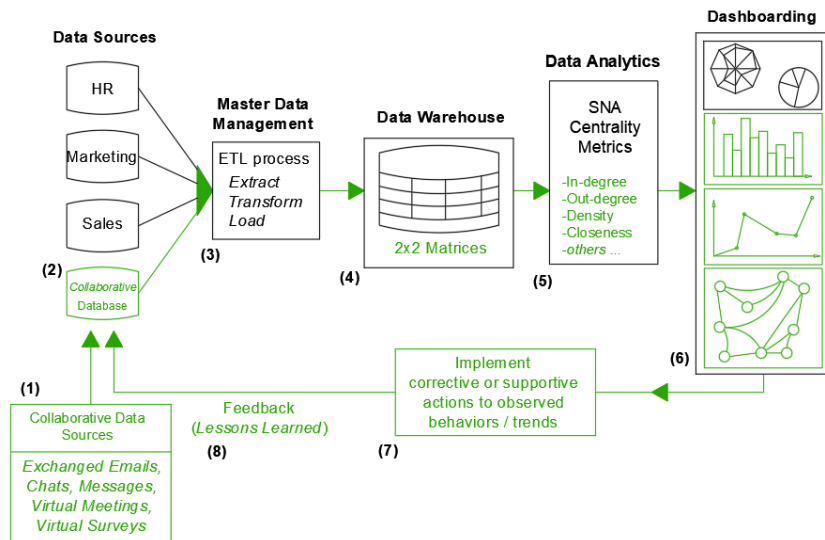 Data Sources
HR
Marketing
Sales
(2)
Collaborative
Database
(1)
Collaborative Data
Sources
Exchanged Emails,
Chats, Messages,
Virtual Meetings,
Virtual Surveys
Master Data
Management
ETL process
Extract
Transform
Load
(3)
Data Warehouse
2x2 Matrices
(4)
Data Analytics
SNA
Centrality
Metrics
-In-degree
-Out-degree
-Density
-Closeness
-others ...
(5)
Dashboarding
(6)
Implement
corrective or supportive
actions to observed
behaviors / trends
(7)
Feedback
(Lessons Learned)
(8)